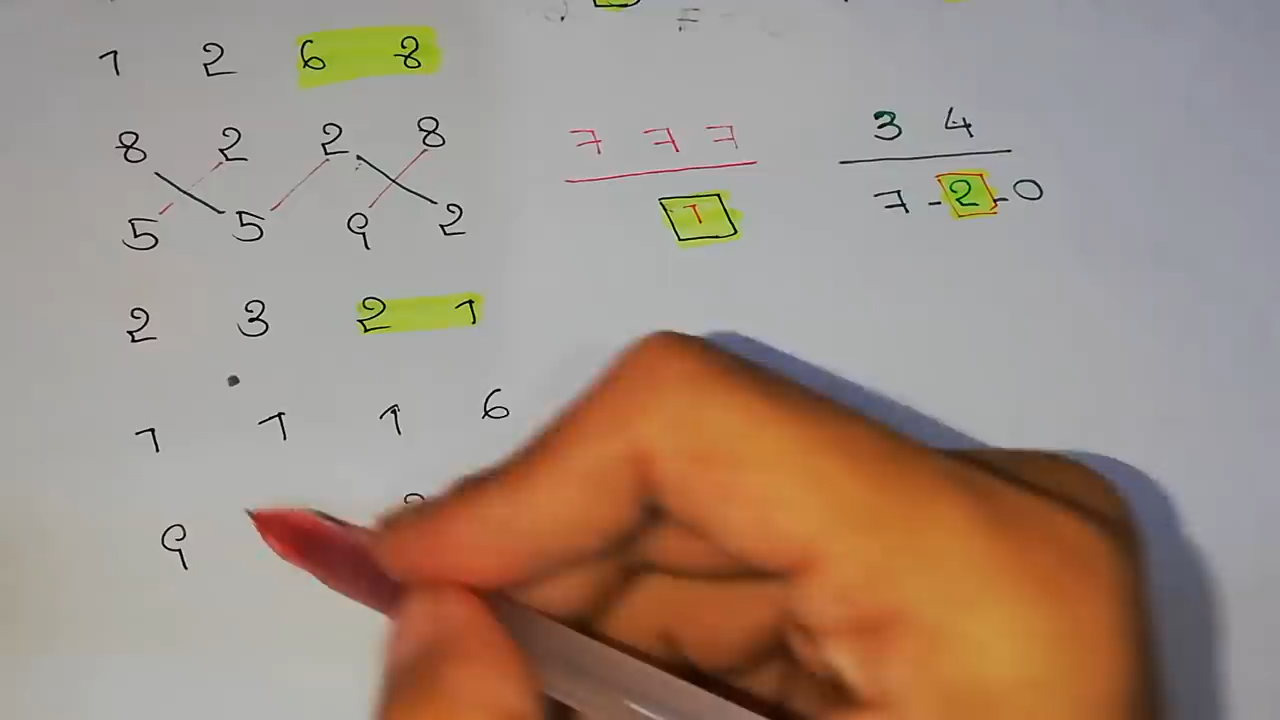 1 2 6 8
8 2 2 8
5 5 9 2
2 3 2 1
1 1 1 6
9
7 7 7
1
3 4
7 - 2 - 0